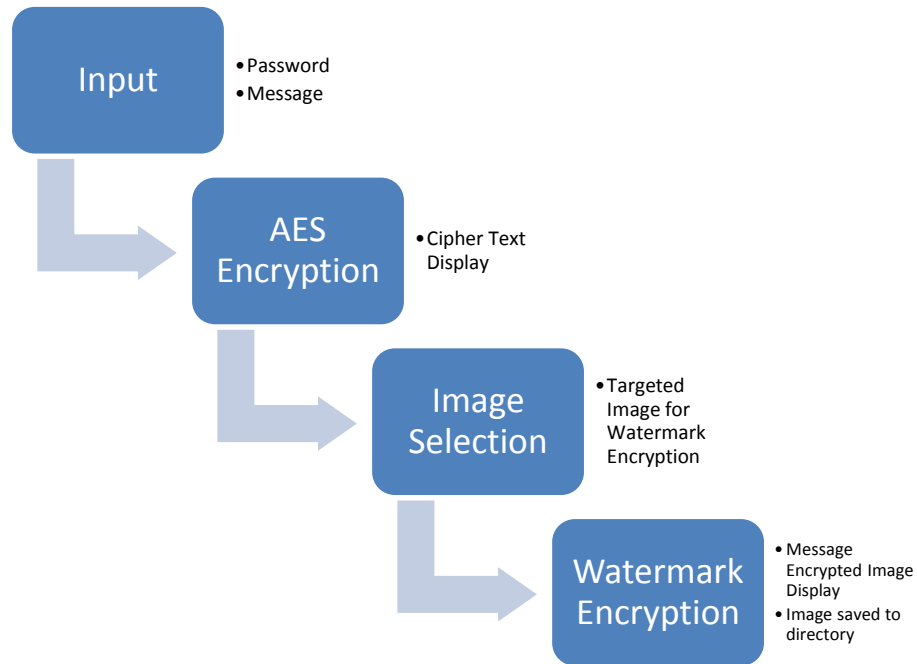 Input
•Password
•Message
AES
Encryption
•Cipher Text
Display
Image
Selection
•Targeted
Image for
Watermark
Encryption
Watermark
Encryption
•Message
Encrypted Image
Display
•Image saved to
directory